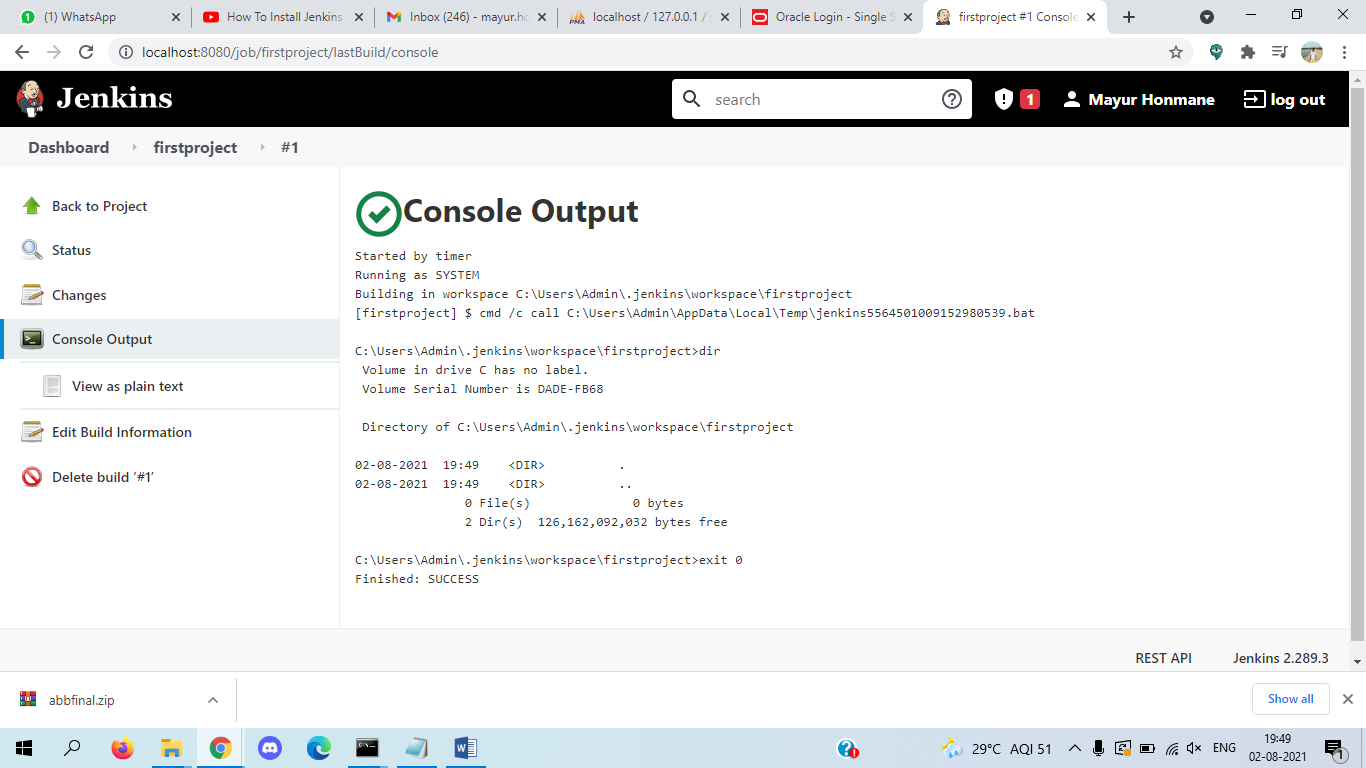 (1) WhatsApp
How To Install Jenkins
Inbox (246) - mayur.ho
localhost / 127.0.0.1 /
Oracle Login - Single S
firstproject #1 Console
localhost:8080/job/firstproject/lastBuild/console
Jenkins
search
1
Mayur Honmane
log out
Dashboard
firstproject
#1
Back to Project
Status
Changes
Console Output
View as plain text
Edit Build Information
Delete build ‘#1’
Console Output
Started by timer
Running as SYSTEM
Building in workspace C:\Users\Admin\.jenkins\workspace\firstproject
[firstproject] $ cmd /c call C:\Users\Admin\AppData\Local\Temp\jenkins5564501009152980539.bat
C:\Users\Admin\.jenkins\workspace\firstproject>dir
Volume in drive C has no label.
Volume Serial Number is DADE-FB68
Directory of C:\Users\Admin\.jenkins\workspace\firstproject
02-08-2021  19:49    <DIR>          .
02-08-2021  19:49    <DIR>          ..
0 File(s)              0 bytes
2 Dir(s)  126,162,092,032 bytes free
C:\Users\Admin\.jenkins\workspace\firstproject>exit 0
Finished: SUCCESS
REST API
Jenkins 2.289.3
abbfinal.zip
Show all
29°C AQI 51
ENG
19:49
02-08-2021
1